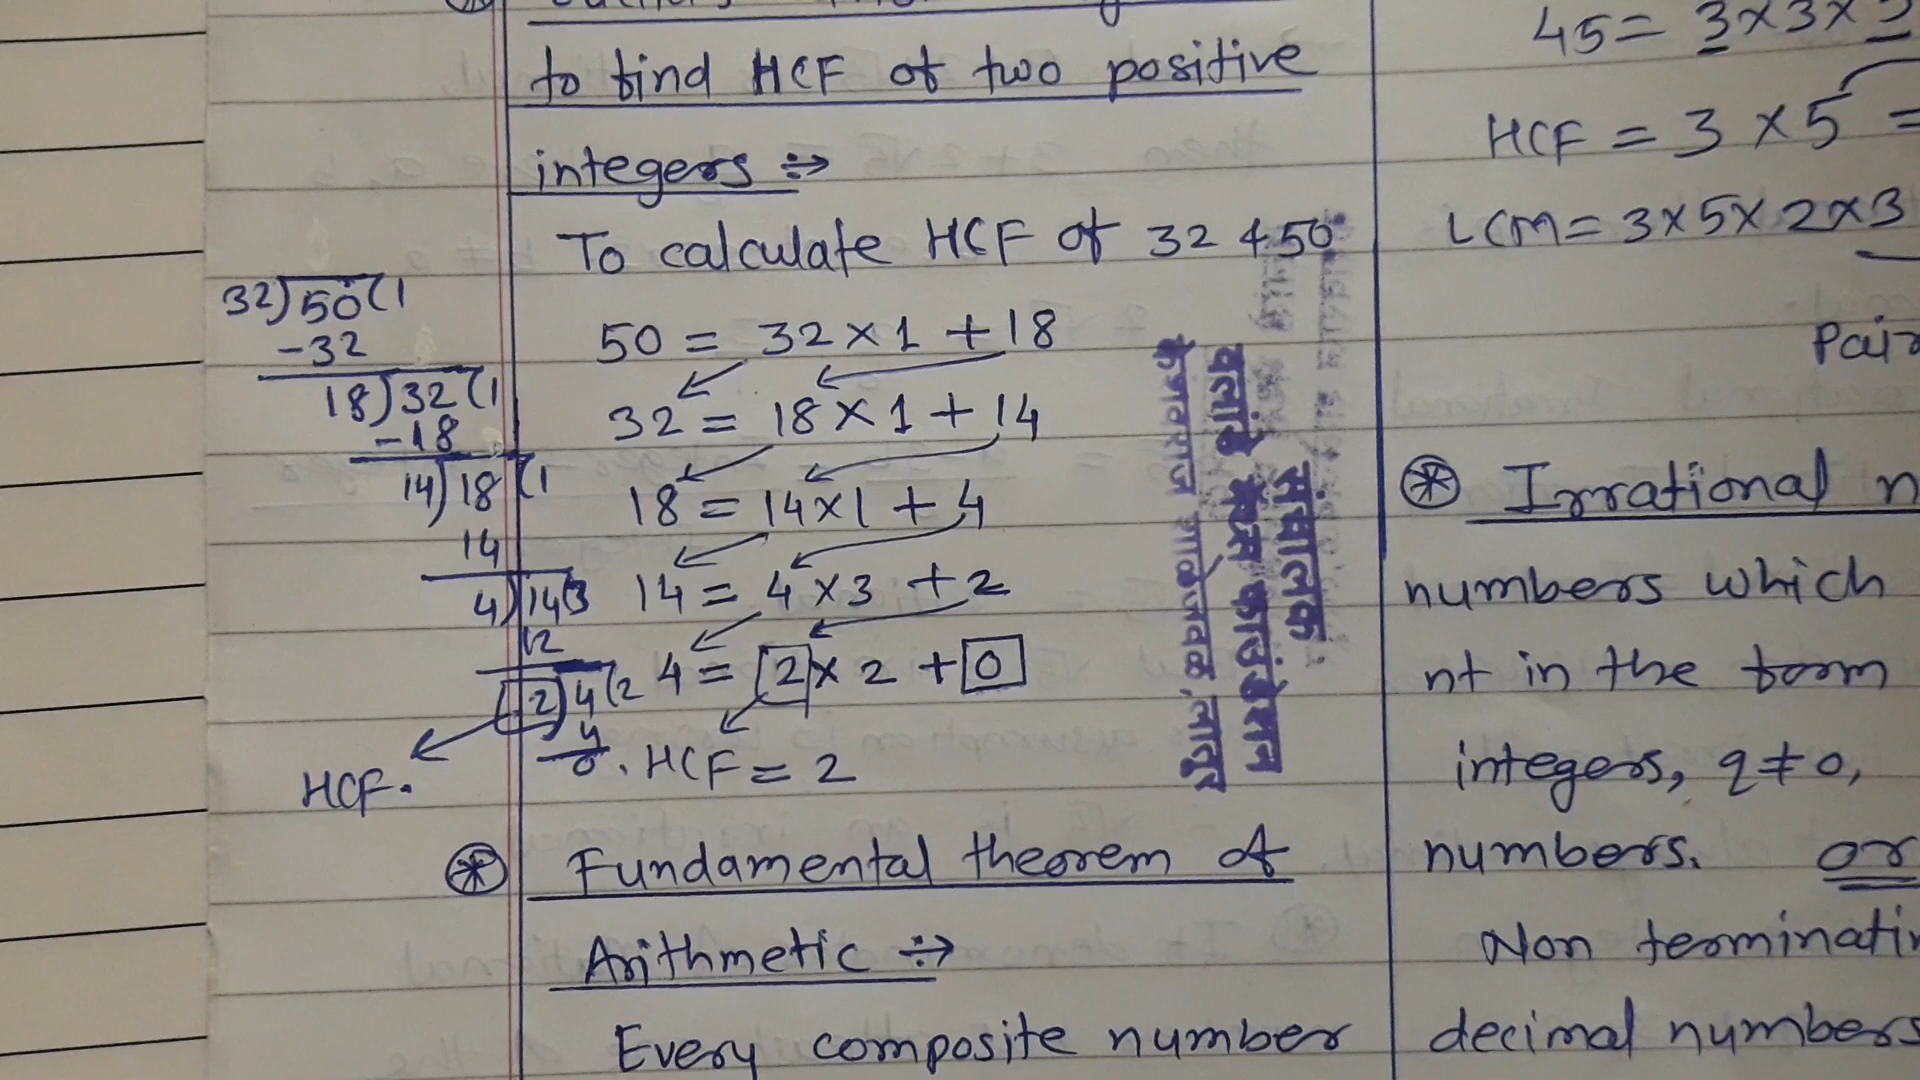 to find HCF of two positive
integers ÷>
To calculate HCF of 32 & 50.
50 = 32 × 1 + 18
32 = 18 × 1 + 14
18 = 14 × 1 + 4
14 = 4 × 3 + 2
4 = 2 × 2 + 0
HCF = 2
32) 50 (1
-32
18) 32 (1
-18
14) 18 (1
14
4) 14 (3
12
2) 4 (2
4
0.
HCF.
Fundamental theorem of
Arithmetic ÷>
Every composite number
45 = 3 × 3 ×
HCF = 3 × 5 =
LCM = 3 × 5 × 2 × 3
Pair
Irrational n
numbers which
nt in the form
integers, q ≠ 0,
numbers. or
Non terminatin
decimal numbers
संचालक